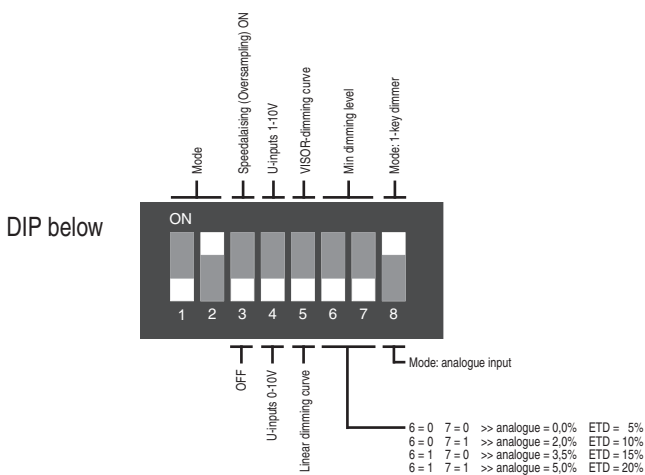 Mode
Speedalaising (Oversampling) ON
U-inputs 1-10V
VISOR-dimming curve
Min dimming level
Mode: 1-key dimmer
DIP below
ON
1 2 3 4 5 6 7 8
OFF
U-inputs 0-10V
Linear dimming curve
Mode: analogue input
6 = 0 7 = 0 >> analogue = 0,0% ETD = 5%
6 = 0 7 = 1 >> analogue = 2,0% ETD = 10%
6 = 1 7 = 0 >> analogue = 3,5% ETD = 15%
6 = 1 7 = 1 >> analogue = 5,0% ETD = 20%